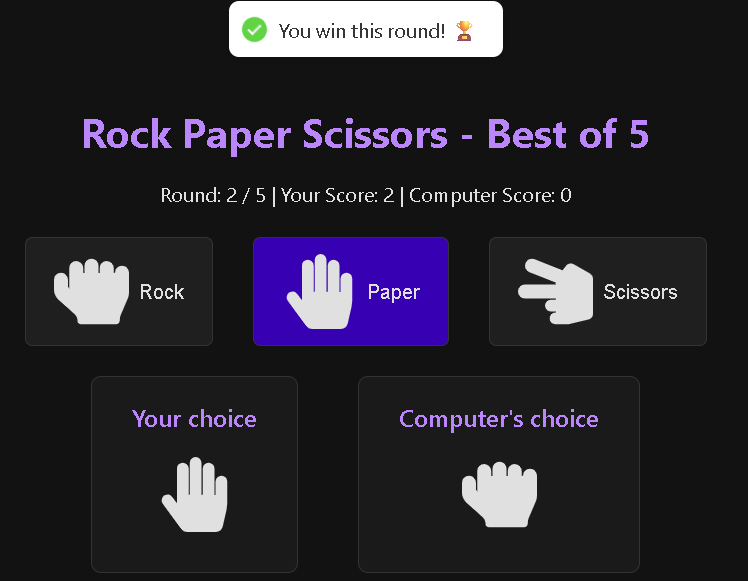 You win this round! 🏆
Rock Paper Scissors - Best of 5
Round: 2 / 5 | Your Score: 2 | Computer Score: 0
Rock
Paper
Scissors
Your choice
Computer's choice